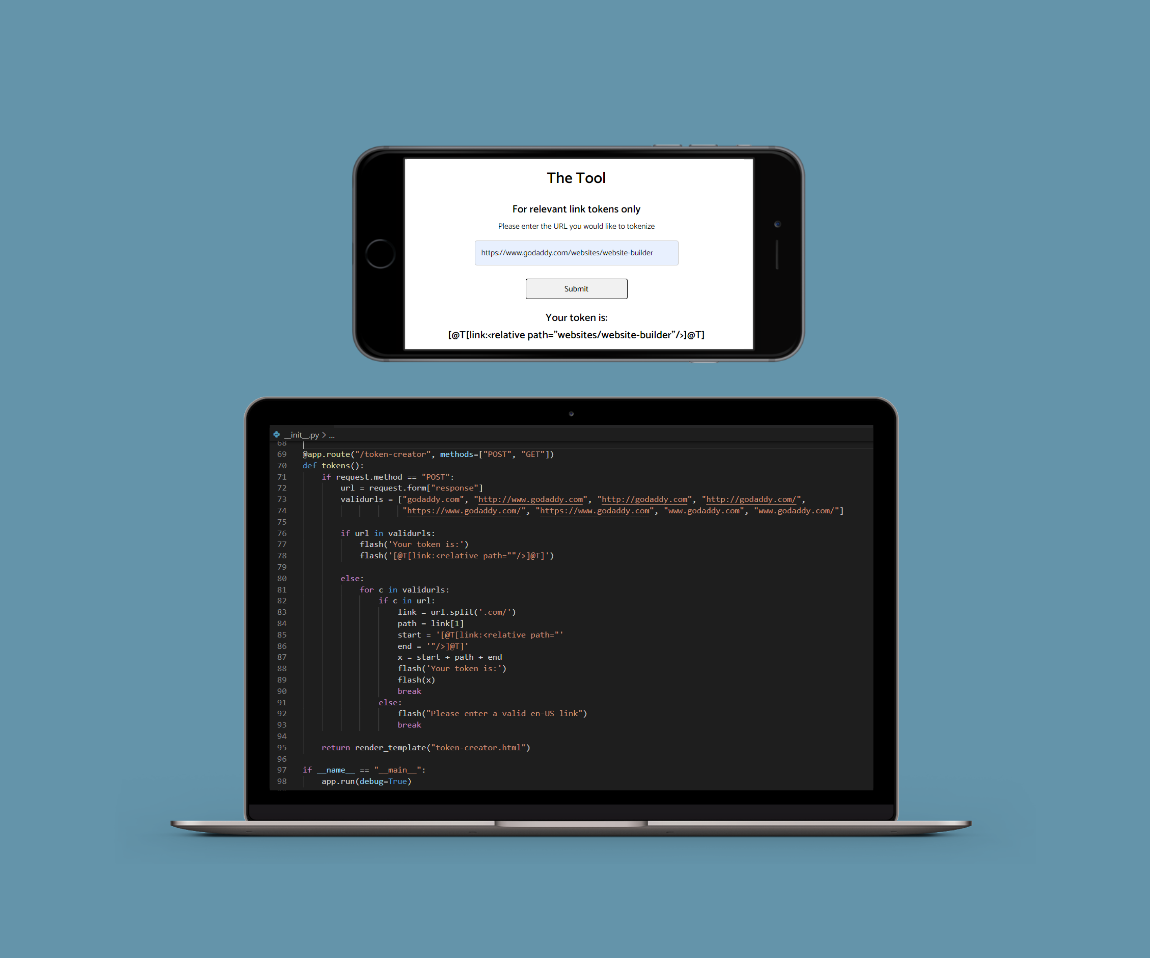 The Tool
For relevant link tokens only
Please enter the URL you would like to tokenize
https://www.godaddy.com/websites/website-builder
Submit
Your token is:
[@T[link:<relative path="websites/website-builder"/>]@T]
__init__.py > ...
68
69 @app.route("/token-creator", methods=["POST", "GET"])
70 def tokens():
71 if request.method == "POST":
72 url = request.form["response"]
73 validurls = ["godaddy.com", "http://www.godaddy.com", "http://godaddy.com", "http://godaddy.com/",
74 "https://www.godaddy.com/", "https://www.godaddy.com", "www.godaddy.com", "www.godaddy.com/"]
75
76 if url in validurls:
77 flash('Your token is:')
78 flash('[@T[link:<relative path=""/>]@T]')
79
80 else:
81 for c in validurls:
82 if c in url:
83 link = url.split('.com/')
84 path = link[1]
85 start = '[@T[link:<relative path="'
86 end = '"/>]@T]'
87 x = start + path + end
88 flash('Your token is:')
89 flash(x)
90 break
91 else:
92 flash("Please enter a valid en-US link")
93 break
94
95 return render_template("token-creator.html")
96
97 if __name__ == "__main__":
98 app.run(debug=True)